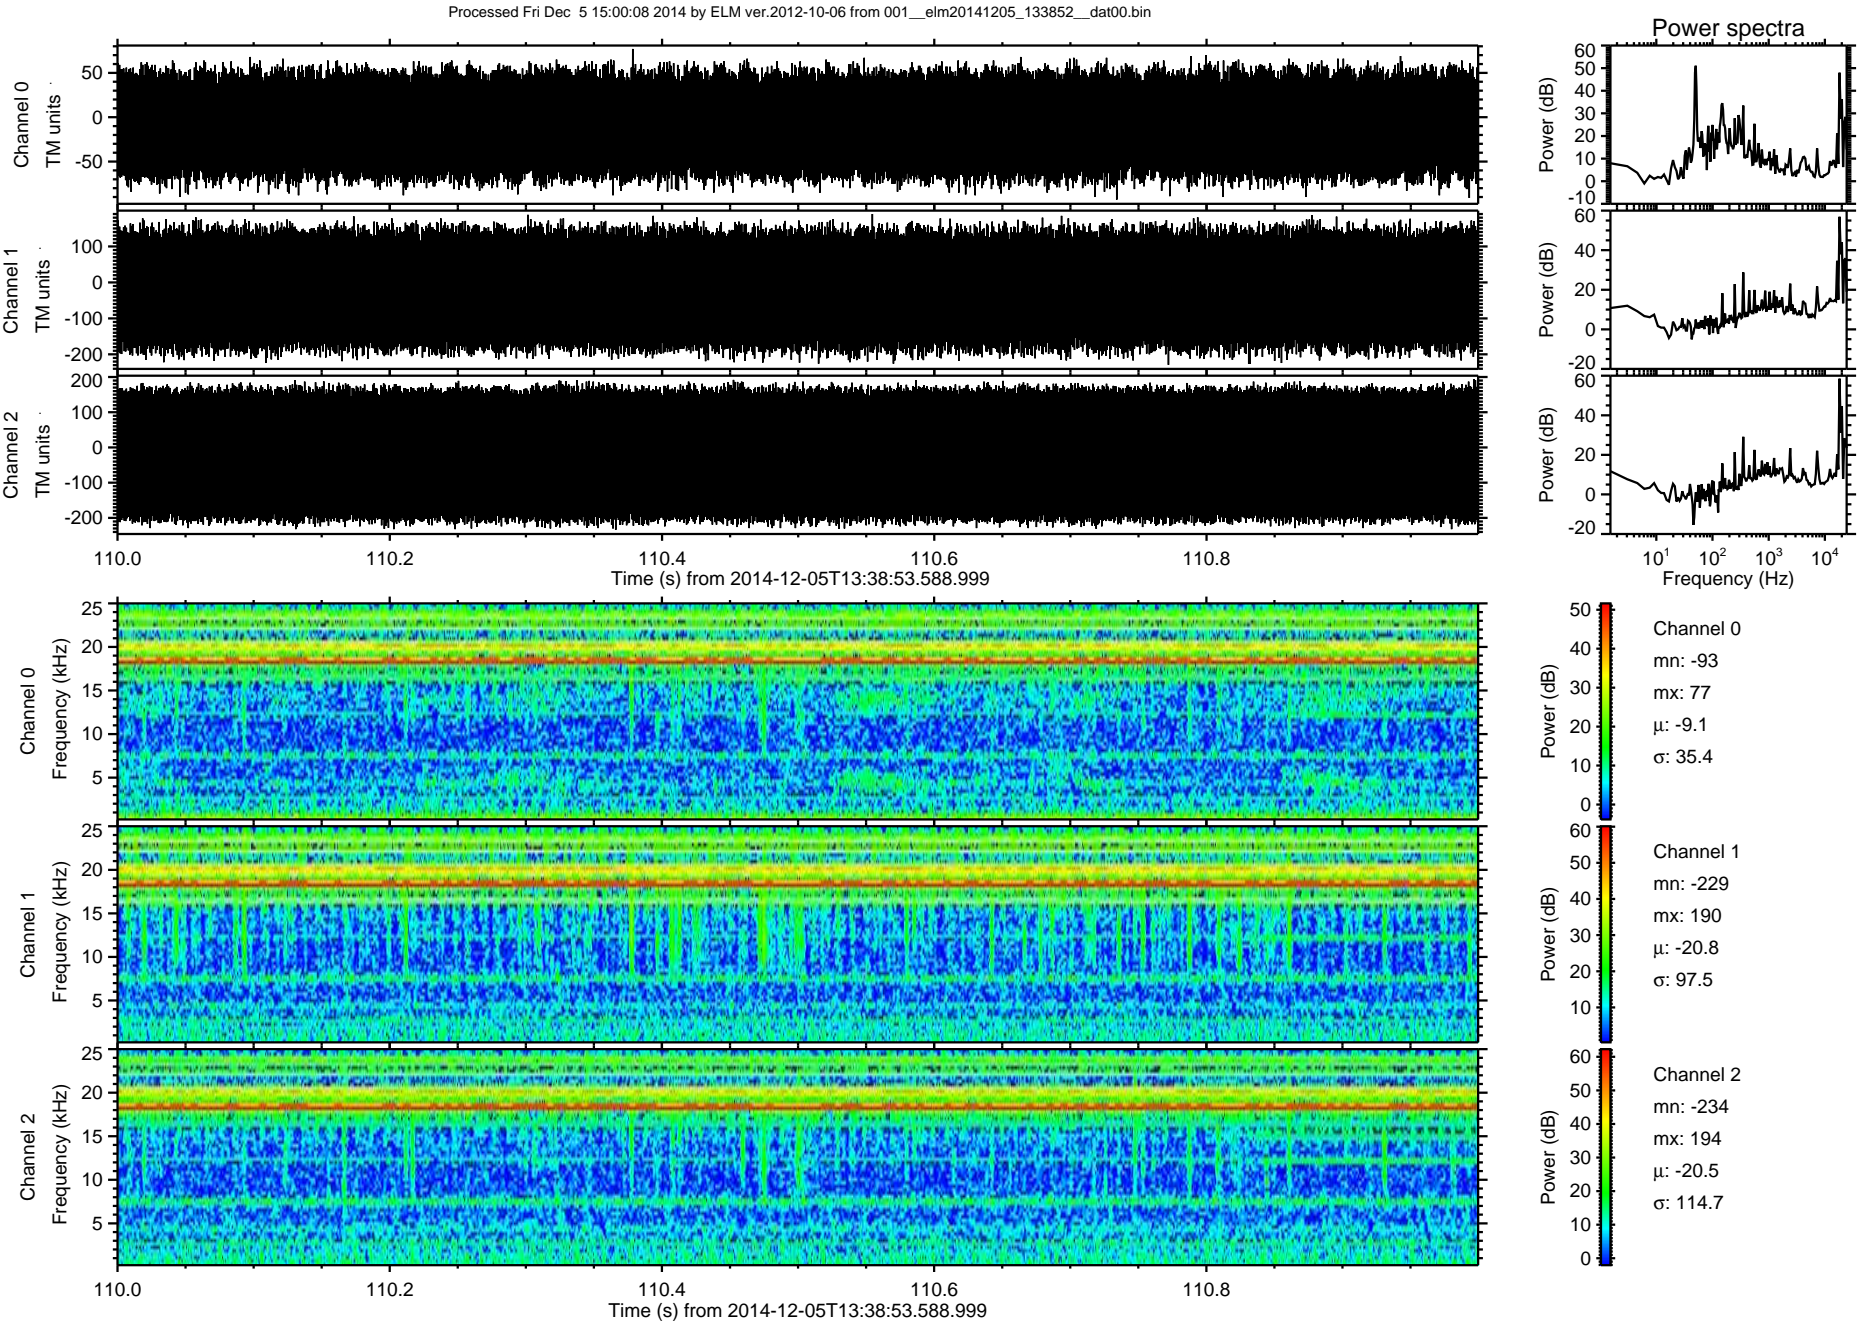 Processed Fri Dec  5 15:00:08 2014 by ELM ver.2012-10-06 from 001__elm20141205_133852__dat00.bin
Power spectra
Channel 0
TM units
50
0
-50
Power (dB)
60
50
40
30
20
10
0
-10
Channel 1
TM units
100
0
-100
-200
Power (dB)
60
40
20
0
-20
Channel 2
TM units
200
100
0
-100
-200
Power (dB)
60
40
20
0
-20
110.0 110.2 110.4 110.6 110.8
Time (s) from 2014-12-05T13:38:53.588.999
10¹ 10² 10³ 10⁴
Frequency (Hz)
Channel 0
Frequency (kHz)
25
20
15
10
5
Power (dB)
50
40
30
20
10
0
Channel 0
mn: -93
mx: 77
μ: -9.1
σ: 35.4
Channel 1
Frequency (kHz)
25
20
15
10
5
Power (dB)
60
50
40
30
20
10
Channel 1
mn: -229
mx: 190
μ: -20.8
σ: 97.5
Channel 2
Frequency (kHz)
25
20
15
10
5
Power (dB)
60
50
40
30
20
10
0
Channel 2
mn: -234
mx: 194
μ: -20.5
σ: 114.7
110.0 110.2 110.4 110.6 110.8
Time (s) from 2014-12-05T13:38:53.588.999